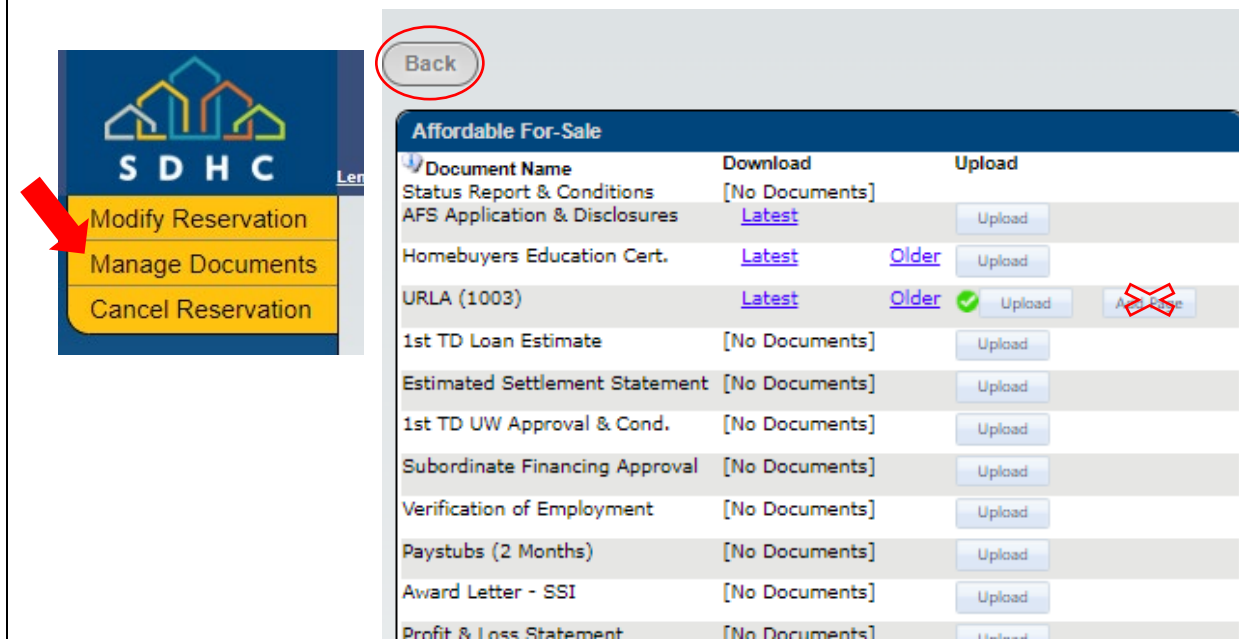 SDHC
Len
Modify Reservation
Manage Documents
Cancel Reservation
Back
Affordable For-Sale
Document Name Download Upload
Status Report & Conditions [No Documents]
AFS Application & Disclosures Latest Upload
Homebuyers Education Cert. Latest Older Upload
URLA (1003) Latest Older Upload Add Page
1st TD Loan Estimate [No Documents] Upload
Estimated Settlement Statement [No Documents] Upload
1st TD UW Approval & Cond. [No Documents] Upload
Subordinate Financing Approval [No Documents] Upload
Verification of Employment [No Documents] Upload
Paystubs (2 Months) [No Documents] Upload
Award Letter - SSI [No Documents] Upload
Profit & Loss Statement [No Documents] Upload